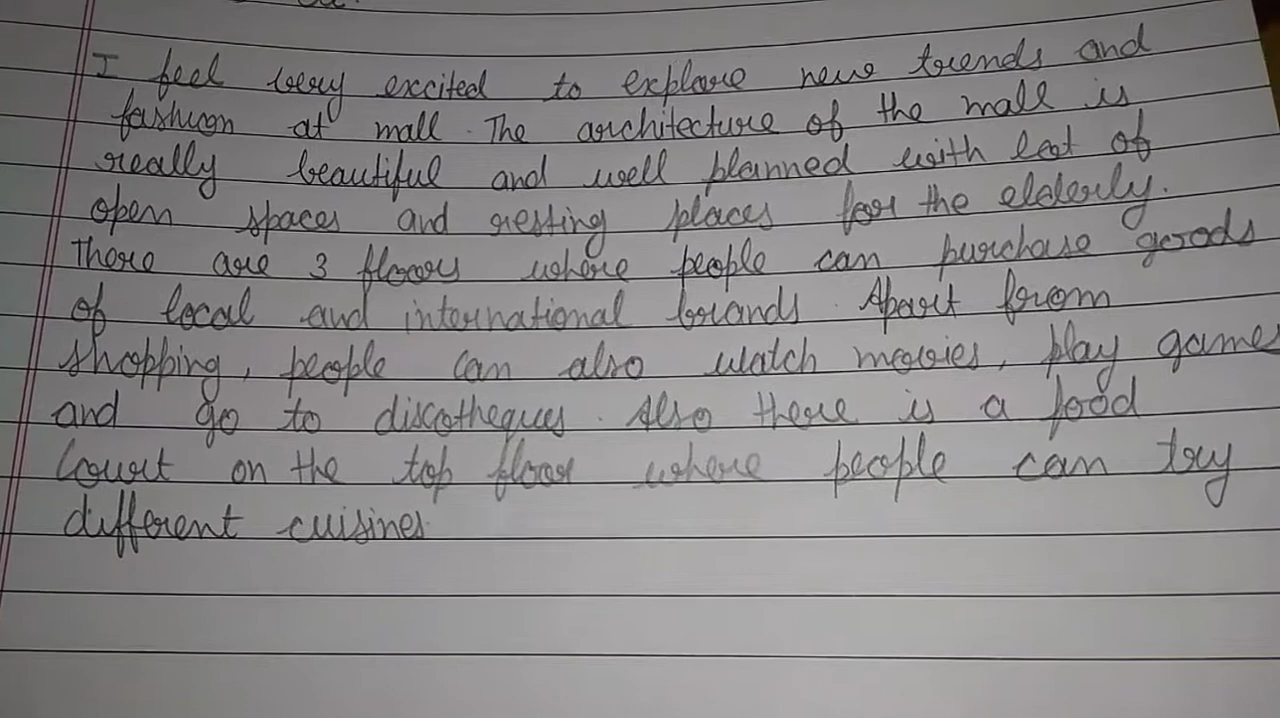 I feel very excited to explore new trends and
fashion at mall. The architecture of the mall is
really beautiful and well planned with lot of
open spaces and resting places for the elderly.
There are 3 floors where people can purchase goods
of local and international brands. Apart from
shopping, people can also watch movies, play games
and go to discotheques. Also there is a food
court on the top floor where people can try
different cuisines.